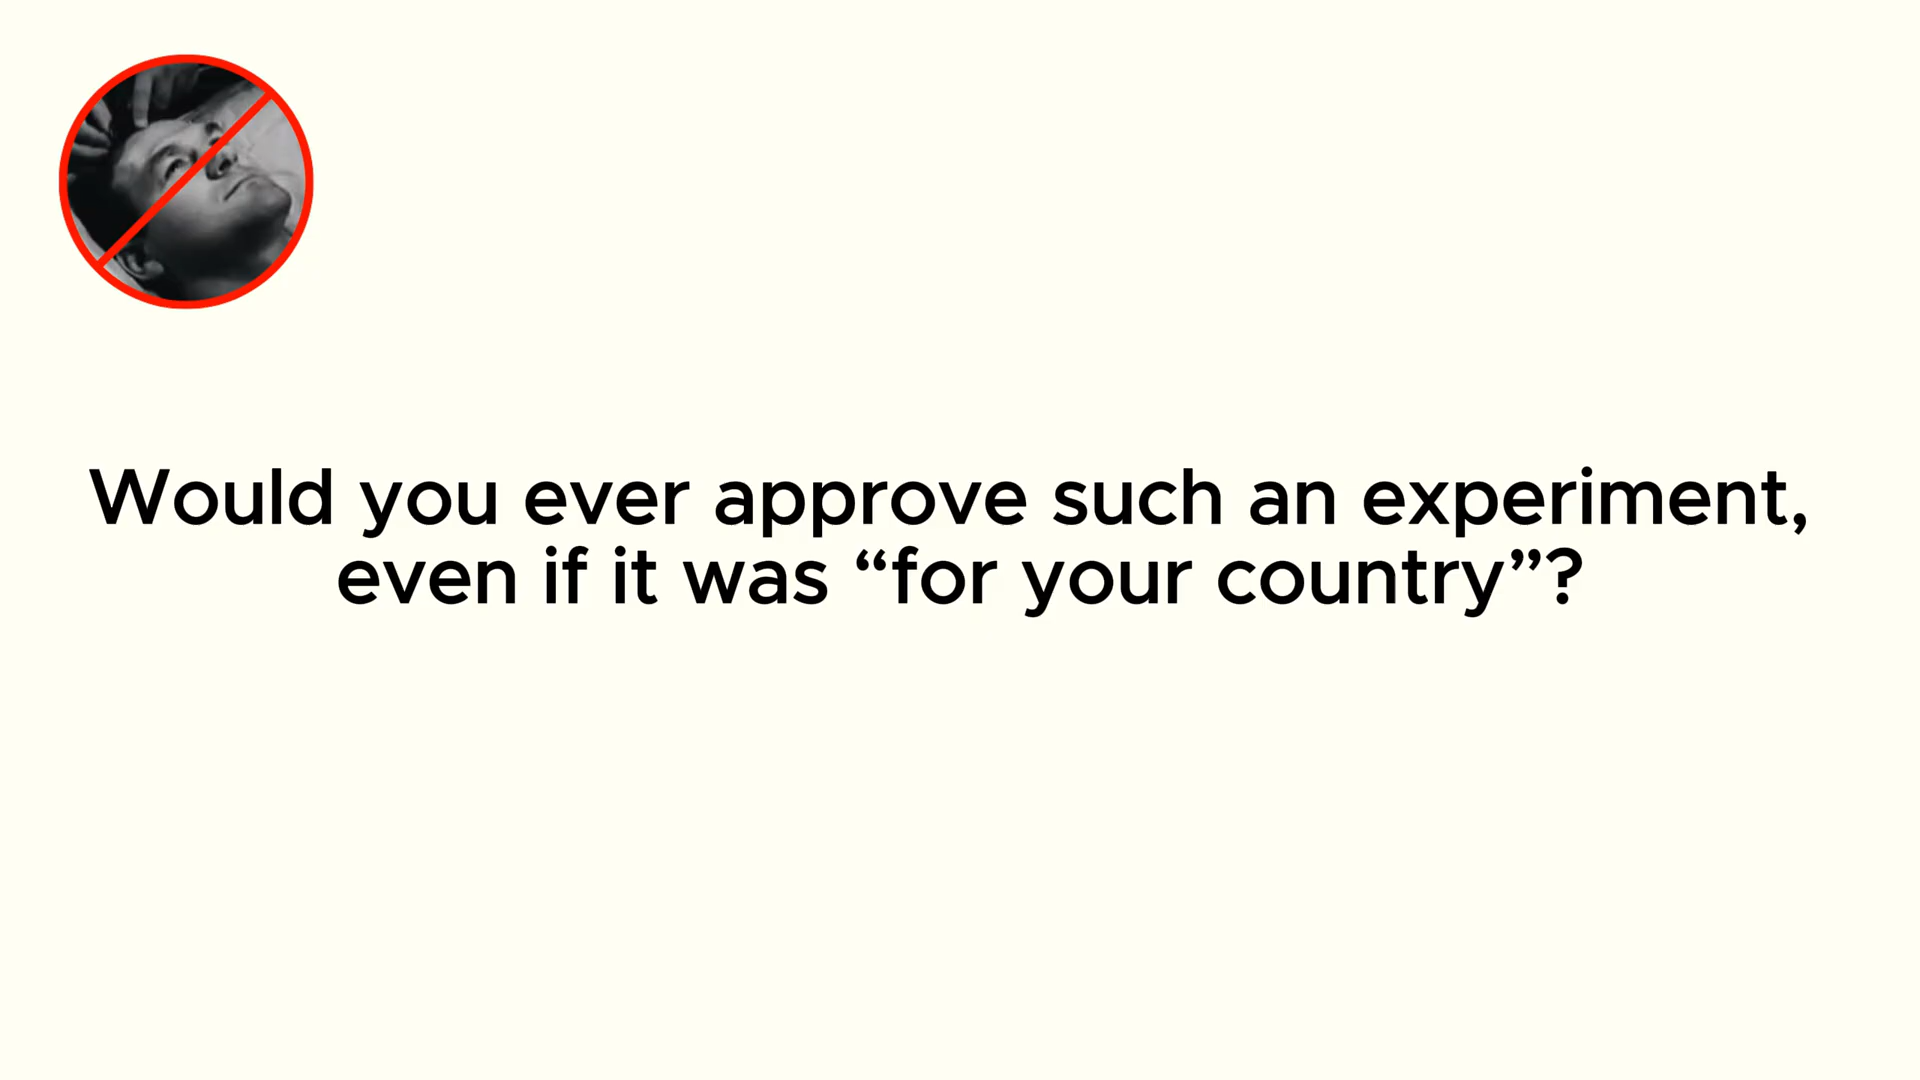 Would you ever approve such an experiment,
even if it was “for your country”?